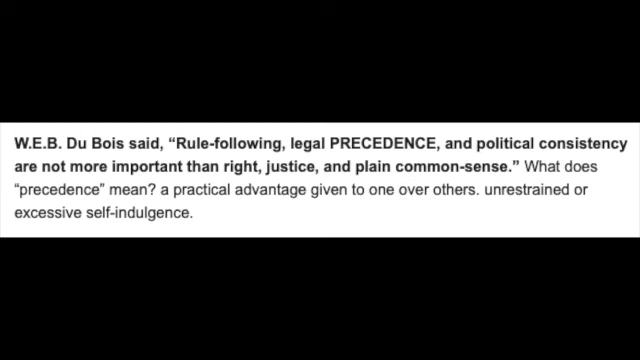 W.E.B. Du Bois said, “Rule-following, legal PRECEDENCE, and political consistency
are not more important than right, justice, and plain common-sense.” What does
“precedence” mean? a practical advantage given to one over others. unrestrained or
excessive self-indulgence.